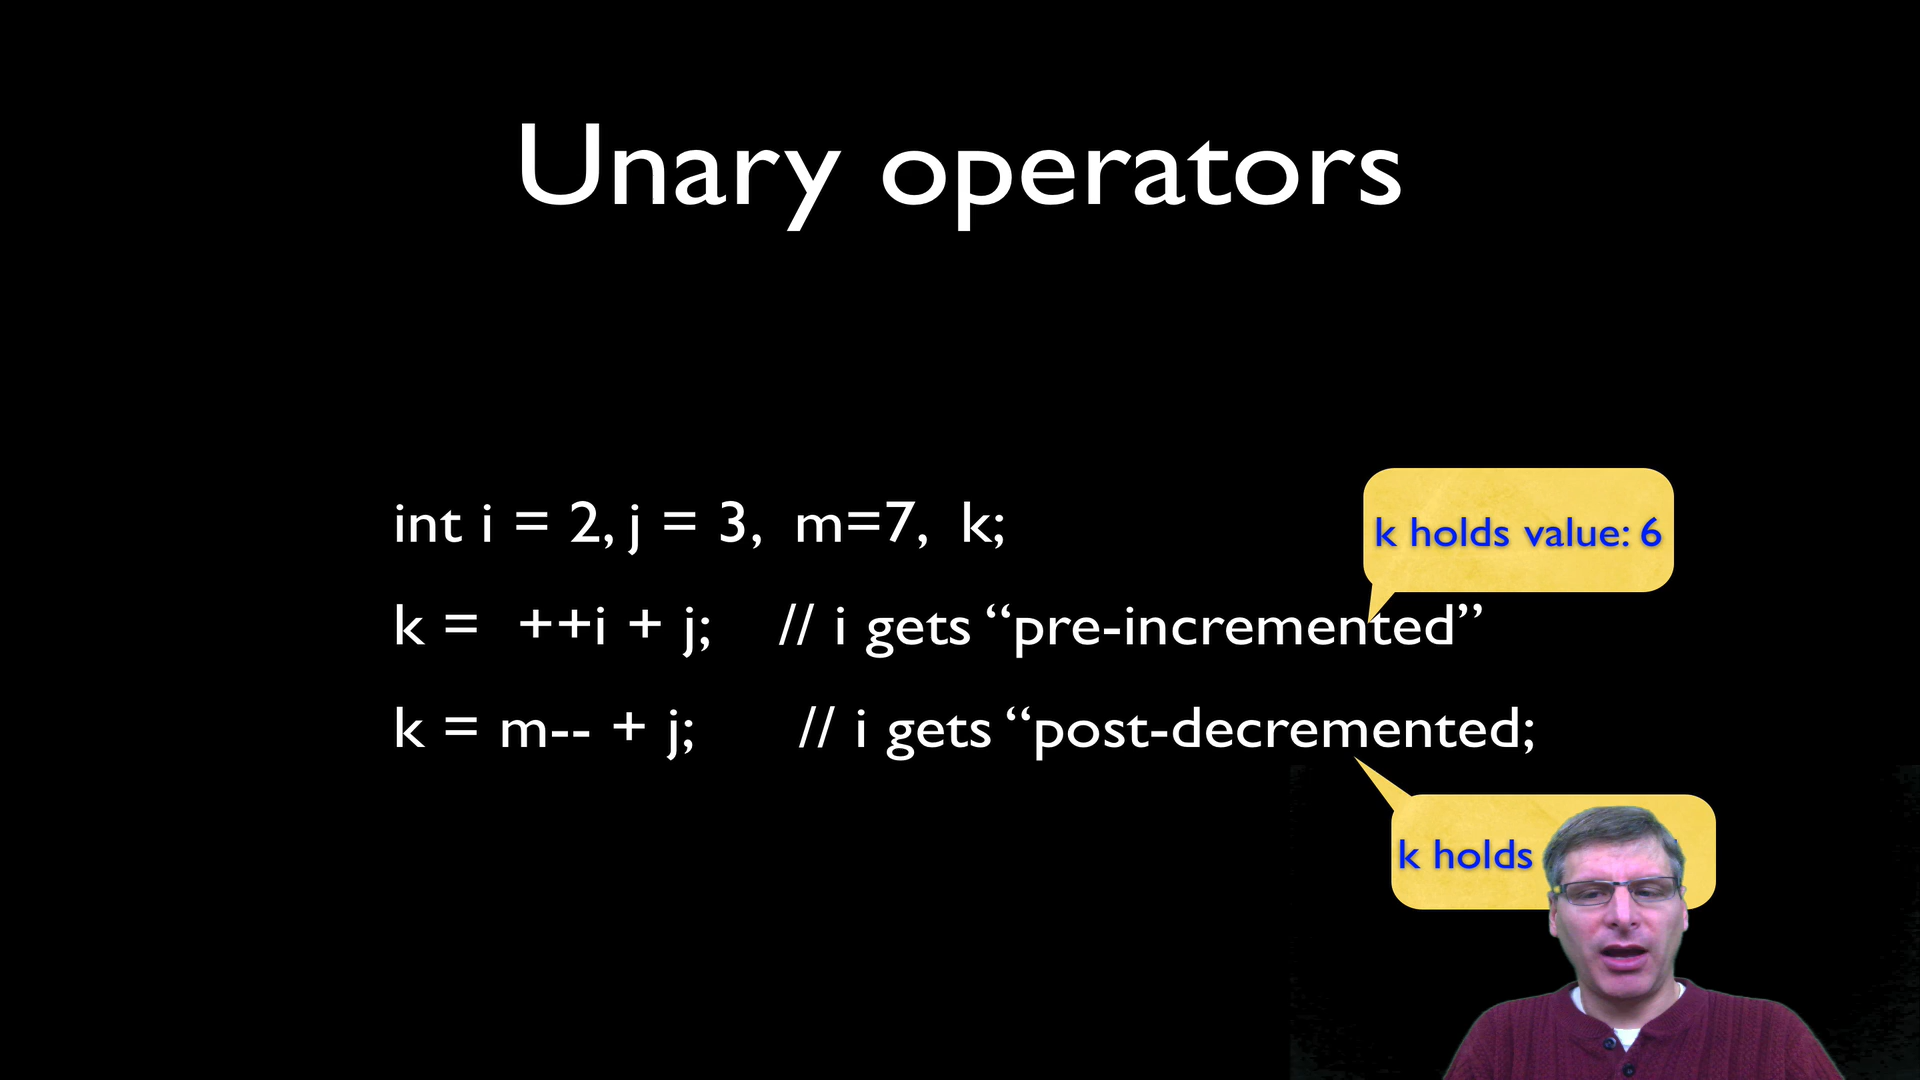 Unary operators
int i = 2, j = 3,  m=7,  k;
k holds value: 6
k =  ++i + j;    // i gets “pre-incremented”
k = m-- + j;      // i gets “post-decremented;
k holds